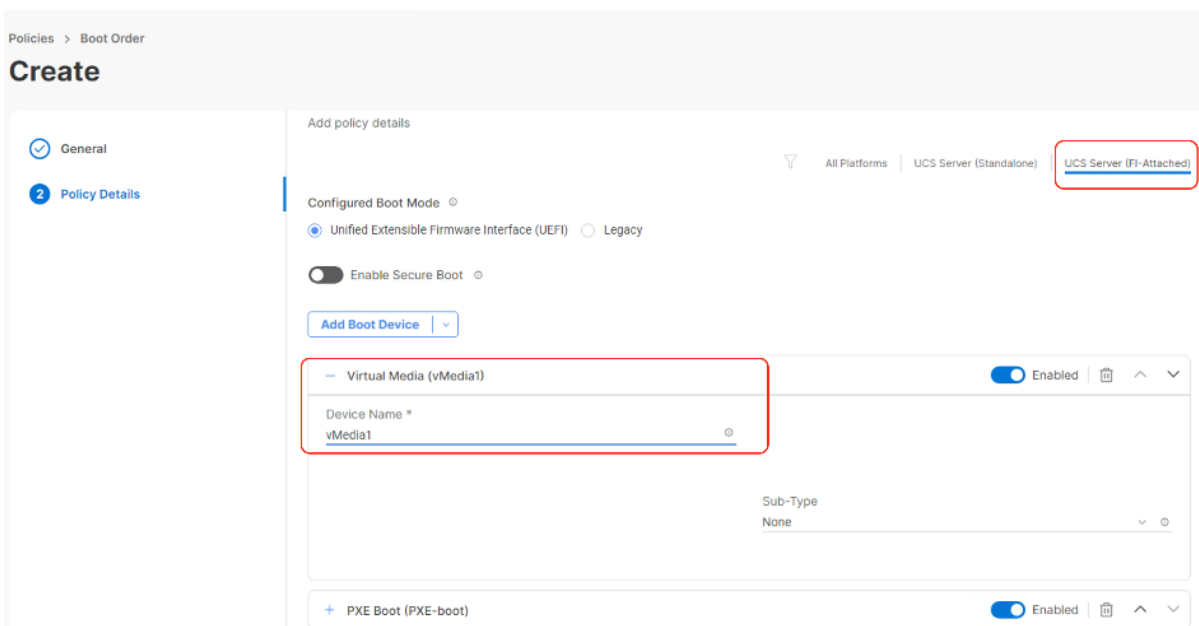 Policies > Boot Order
Create
General
2 Policy Details
Add policy details
All Platforms UCS Server (Standalone) UCS Server (FI-Attached)
Configured Boot Mode
Unified Extensible Firmware Interface (UEFI) Legacy
Enable Secure Boot
Add Boot Device
− Virtual Media (vMedia1) Enabled
Device Name *
vMedia1
Sub-Type
None
+ PXE Boot (PXE-boot) Enabled